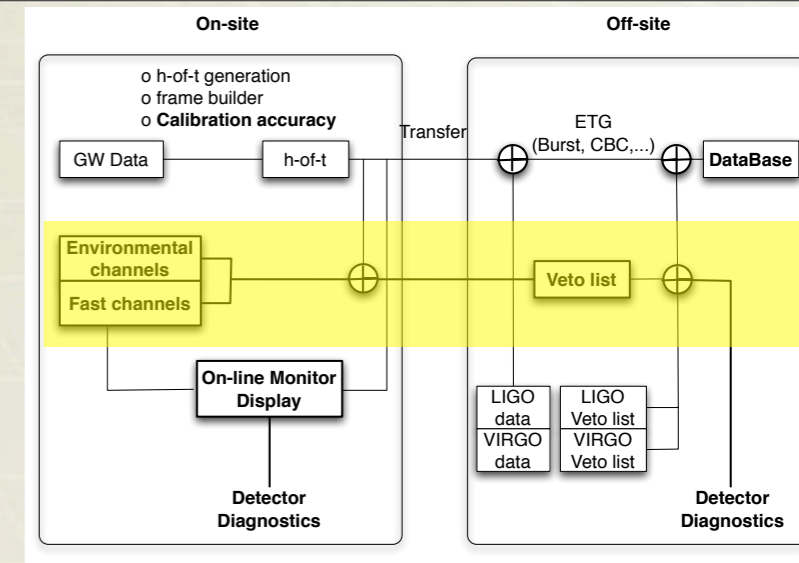 On-site
Off-site
o h-of-t generation
o frame builder
o Calibration accuracy
Transfer
ETG
(Burst, CBC,...)
GW Data
h-of-t
DataBase
Environmental
channels
Fast channels
Veto list
On-line Monitor
Display
LIGO
data
VIRGO
data
LIGO
Veto list
VIRGO
Veto list
Detector
Diagnostics
Detector
Diagnostics